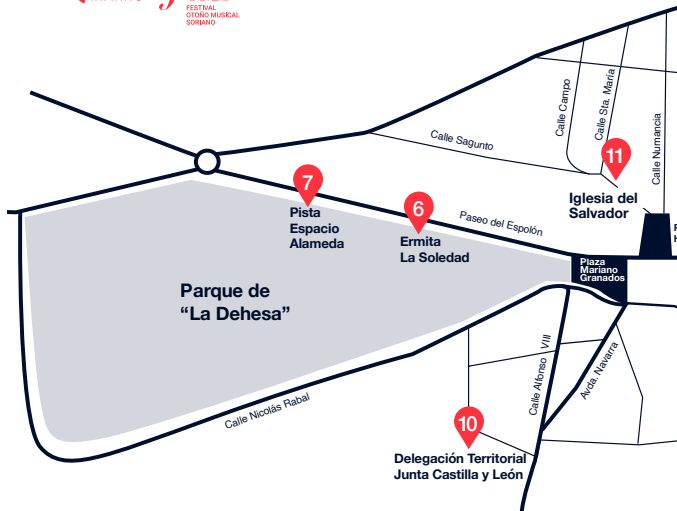 FESTIVAL
OTOÑO MUSICAL
SORIANO
Calle Campo
Calle Sta. María
Calle Numancia
Calle Sagunto
11
Iglesia del
Salvador
7
Pista
Espacio
Alameda
6
Ermita
La Soledad
Paseo del Espolón
Plaza
Mariano
Granados
Parque de
“La Dehesa”
Calle Nicolás Rabal
Calle Alfonso VIII
Avda. Navarra
10
Delegación Territorial
Junta Castilla y León